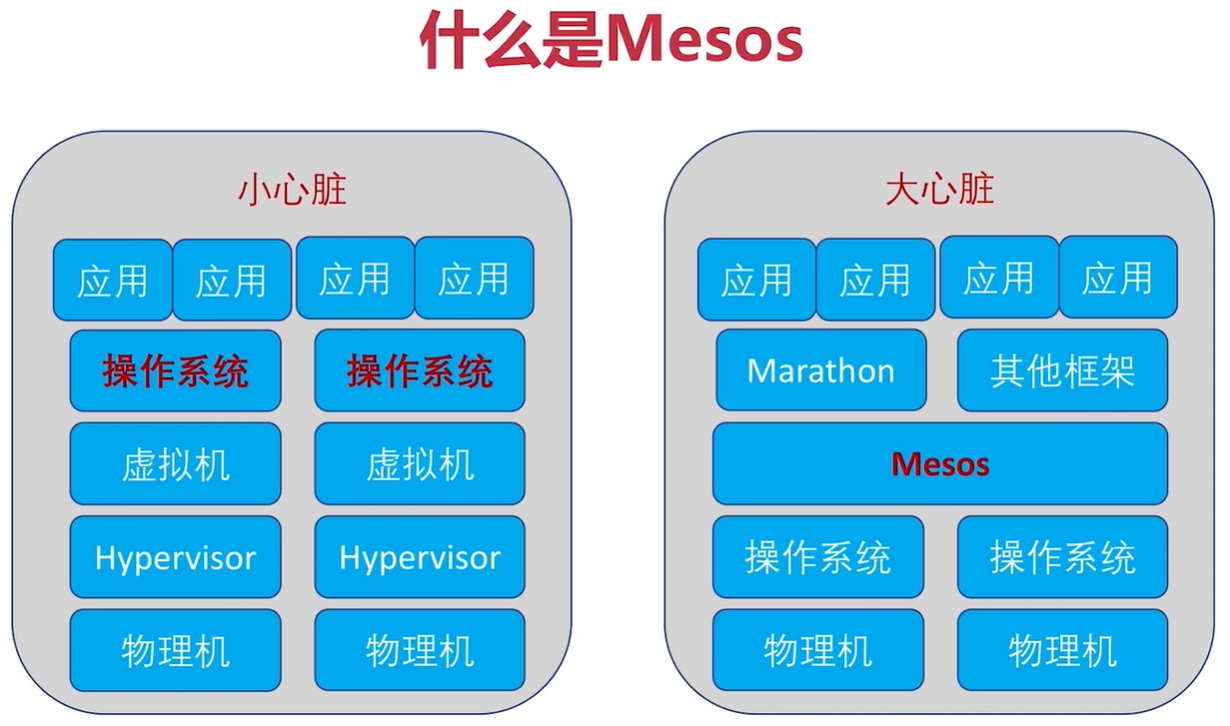 什么是Mesos
小心脏
应用 应用 应用 应用
操作系统 操作系统
虚拟机 虚拟机
Hypervisor Hypervisor
物理机 物理机
大心脏
应用 应用 应用 应用
Marathon 其他框架
Mesos
操作系统 操作系统
物理机 物理机